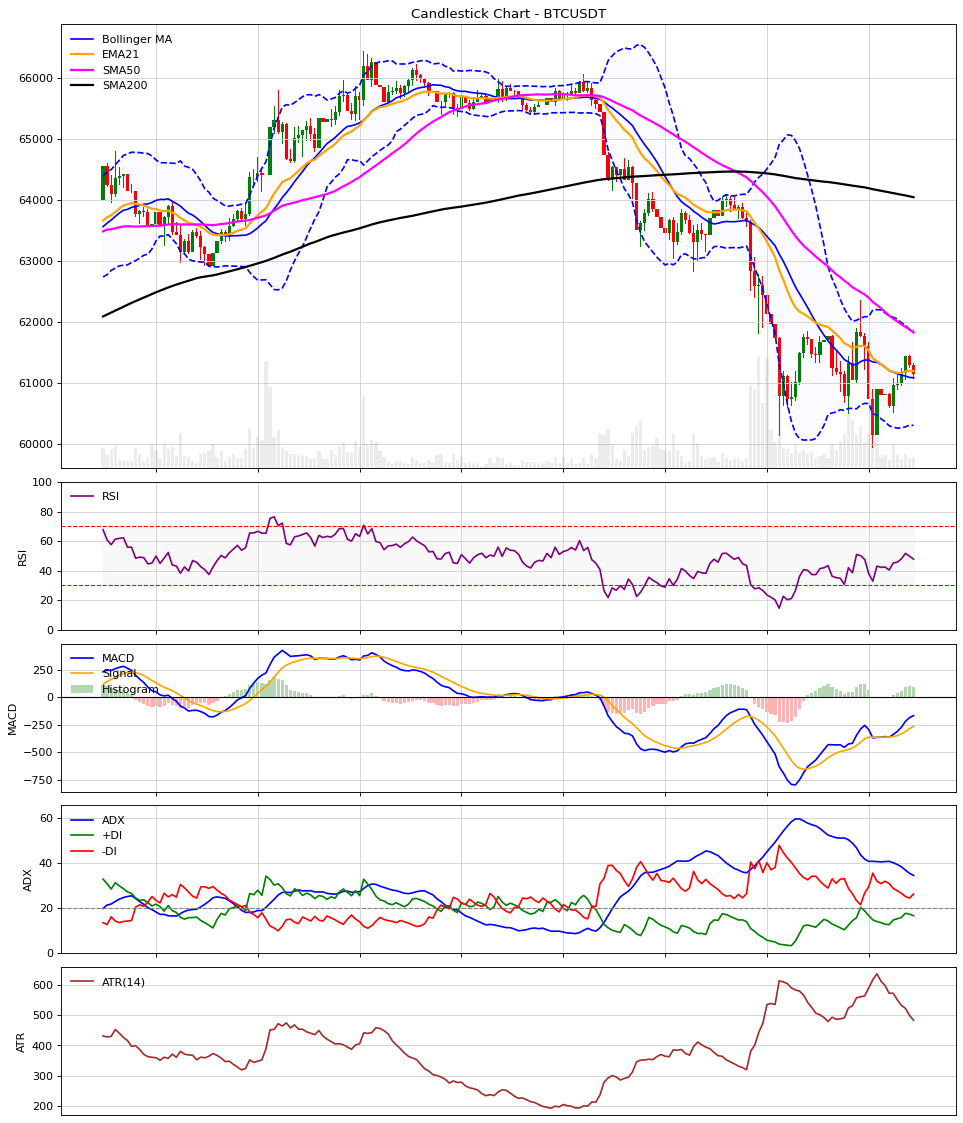 Candlestick Chart - BTCUSDT
Bollinger MA
EMA21
SMA50
SMA200
66000
65000
64000
63000
62000
61000
60000
RSI
100
80
60
40
20
0
RSI
MACD
Signal
Histogram
250
0
−250
−500
−750
MACD
ADX
+DI
-DI
60
40
20
0
ADX
ATR(14)
600
500
400
300
200
ATR